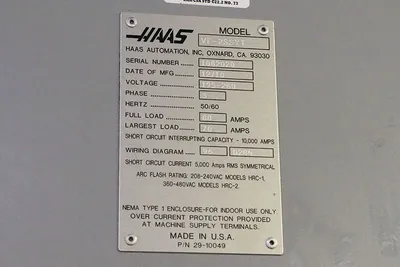 HAAS MODEL
HAAS AUTOMATION, INC. OXNARD, CA. 93030
SERIAL NUMBER
DATE OF MFG
VOLTAGE
PHASE
HERTZ 50/60
FULL LOAD AMPS
LARGEST LOAD AMPS
SHORT CIRCUIT INTERRUPTING CAPACITY - 10,000 AMPS
WIRING DIAGRAM
SHORT CIRCUIT CURRENT 5,000 Amps RMS SYMMETRICAL
ARC FLASH RATING: 208-240VAC MODELS HRC-1,
360-480VAC MODELS HRC-2.
NEMA TYPE 1 ENCLOSURE-FOR INDOOR USE ONLY
OVER CURRENT PROTECTION PROVIDED
AT MACHINE SUPPLY TERMINALS.
MADE IN U.S.A.
P/N 29-10049